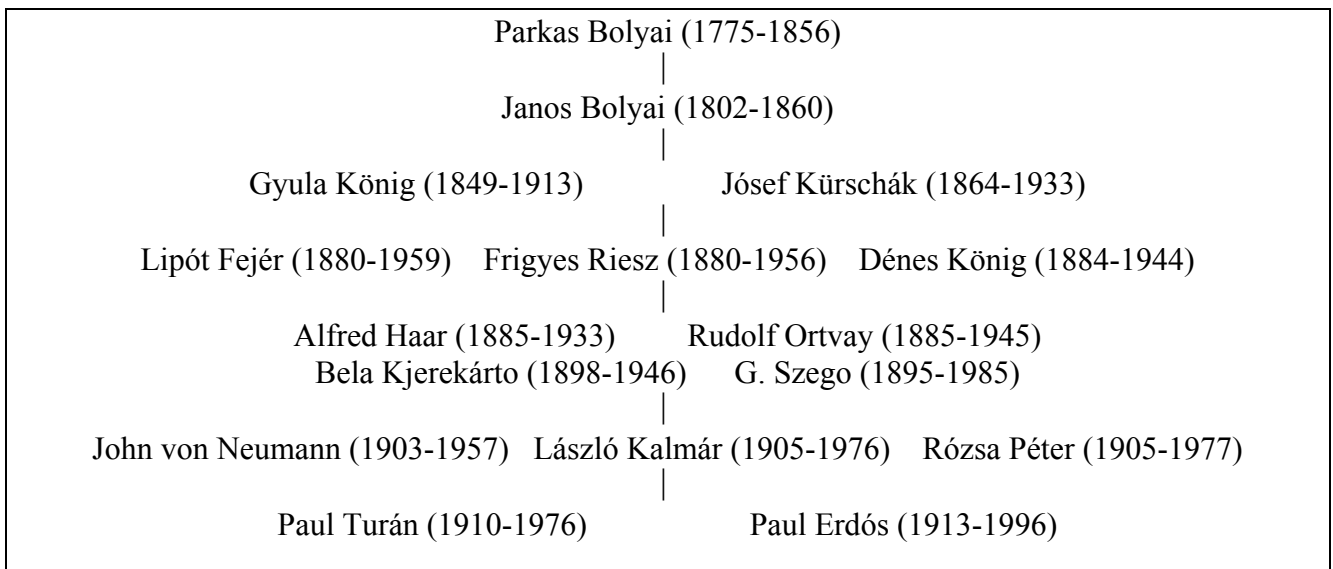 Parkas Bolyai (1775-1856)
Janos Bolyai (1802-1860)
Gyula König (1849-1913) Jósef Kürschák (1864-1933)
Lipót Fejér (1880-1959) Frigyes Riesz (1880-1956) Dénes König (1884-1944)
Alfred Haar (1885-1933) Rudolf Ortvay (1885-1945)
Bela Kjerekárto (1898-1946) G. Szego (1895-1985)
John von Neumann (1903-1957) László Kalmár (1905-1976) Rózsa Péter (1905-1977)
Paul Turán (1910-1976) Paul Erdós (1913-1996)